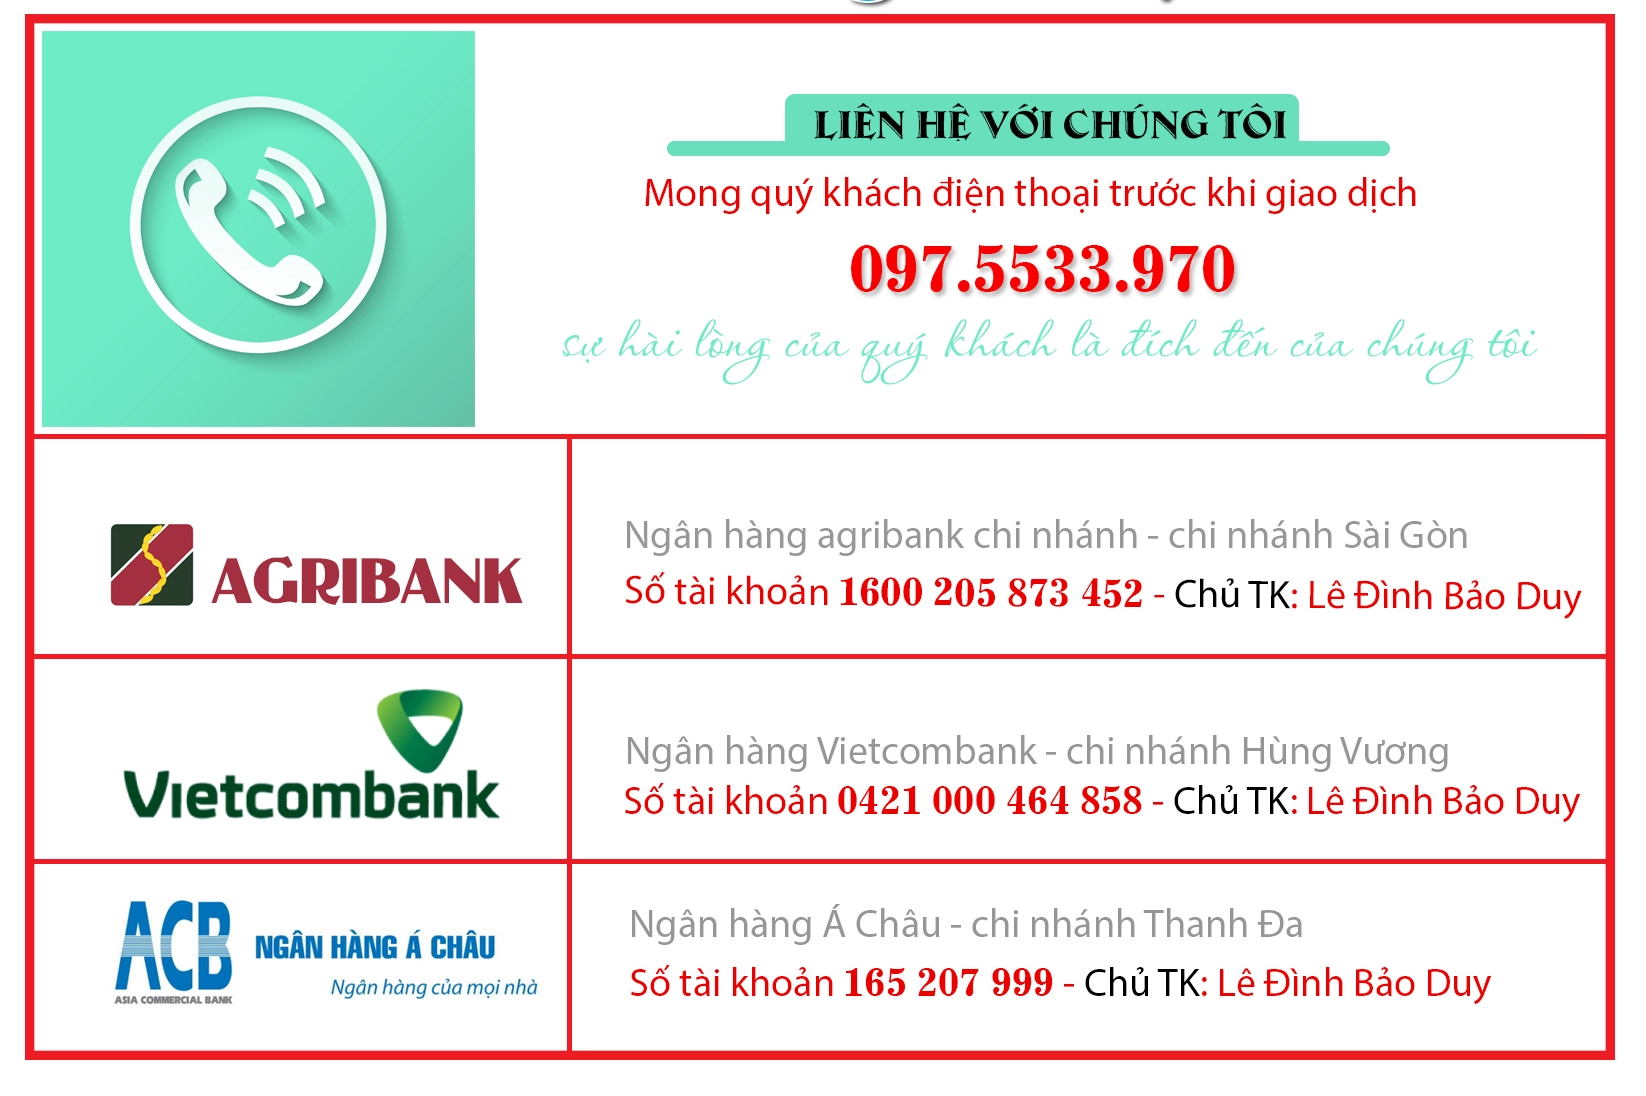 LIÊN HỆ VỚI CHÚNG TÔI
Mong quý khách điện thoại trước khi giao dịch
097.5533.970
sự hài lòng của quý khách là đích đến của chúng tôi
AGRIBANK
Ngân hàng agribank chi nhánh - chi nhánh Sài Gòn
Số tài khoản 1600 205 873 452 - Chủ TK: Lê Đình Bảo Duy
Vietcombank
Ngân hàng Vietcombank - chi nhánh Hùng Vương
Số tài khoản 0421 000 464 858 - Chủ TK: Lê Đình Bảo Duy
ACB
ASIA COMMERCIAL BANK
NGÂN HÀNG Á CHÂU
Ngân hàng của mọi nhà
Ngân hàng Á Châu - chi nhánh Thanh Đa
Số tài khoản 165 207 999 - Chủ TK: Lê Đình Bảo Duy